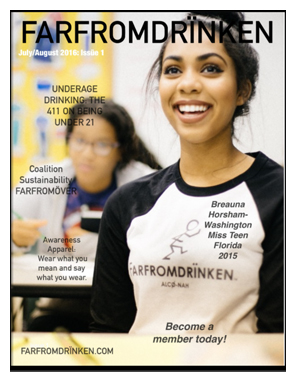 FARFROMDRÏNKEN
July/August 2016: Issue 1
UNDERAGE
DRINKING: THE
411 ON BEING
UNDER 21
Coalition
Sustainability:
FARFROMÖVER
Breauna
Horsham-
Washington
Miss Teen
Florida
2015
Awareness
Apparel:
Wear what you
mean and say
what you wear.
FARFROMDRÏNKEN.
ALCO-NAH
Become a
member today!
FARFROMDRÏNKEN.COM